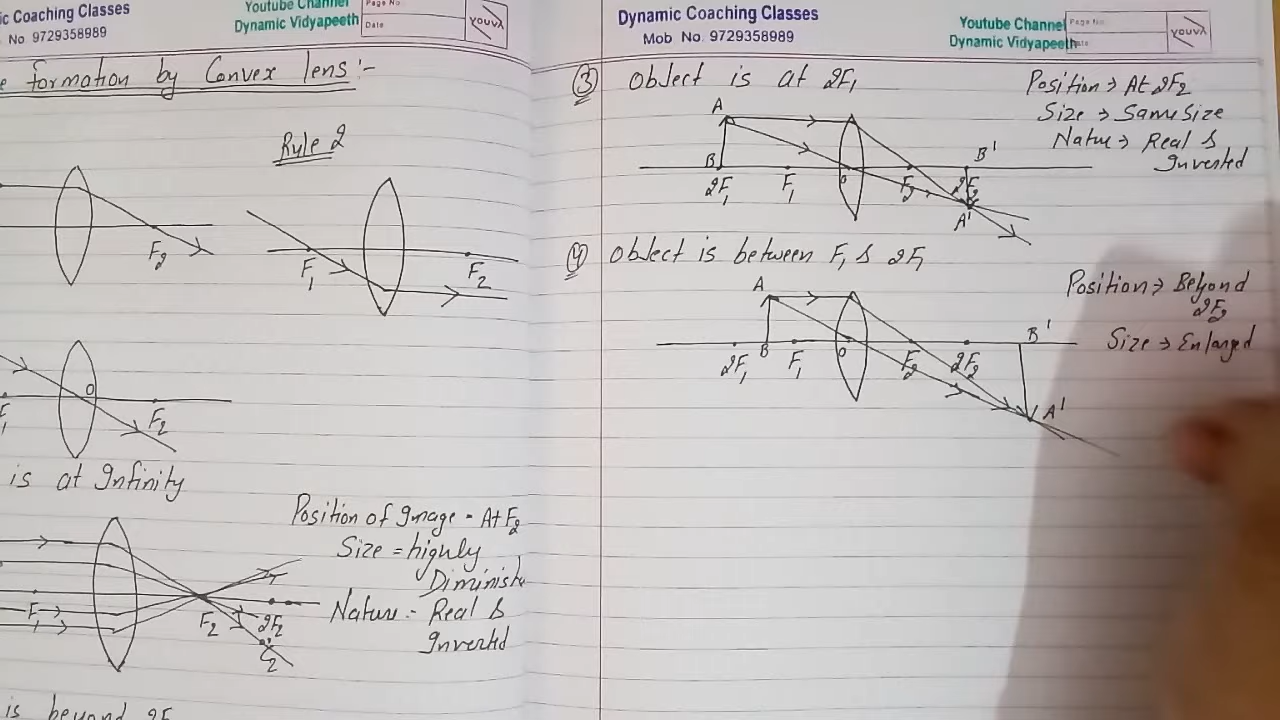 ic Coaching Classes
No. 9729358989
Youtube Channel
Dynamic Vidyapeeth
Page No
Date
YOUVA
e formation by Convex lens:-
Rule 2
F2
F1
F2
O
F1
F2
is at Infinity
Position of Image - At F2
Size = highly
Diminish
Nature:- Real &
Inverted
F1
F2
2F2
C2
is beyond 2F
Dynamic Coaching Classes
Mob No. 9729358989
Youtube Channel
Dynamic Vidyapeeth
Page No
Date
YOUVA
(3) Object is at 2F1
Position → At 2F2
Size → Same Size
Nature → Real &
Inverted
A
B
2F1
F1
O
F2
2F2
B'
A'
(4) Object is between F1 & 2F1
Position → Beyond
2F2
Size → Enlarged
A
2F1
B
F1
O
F2
2F2
B'
A'